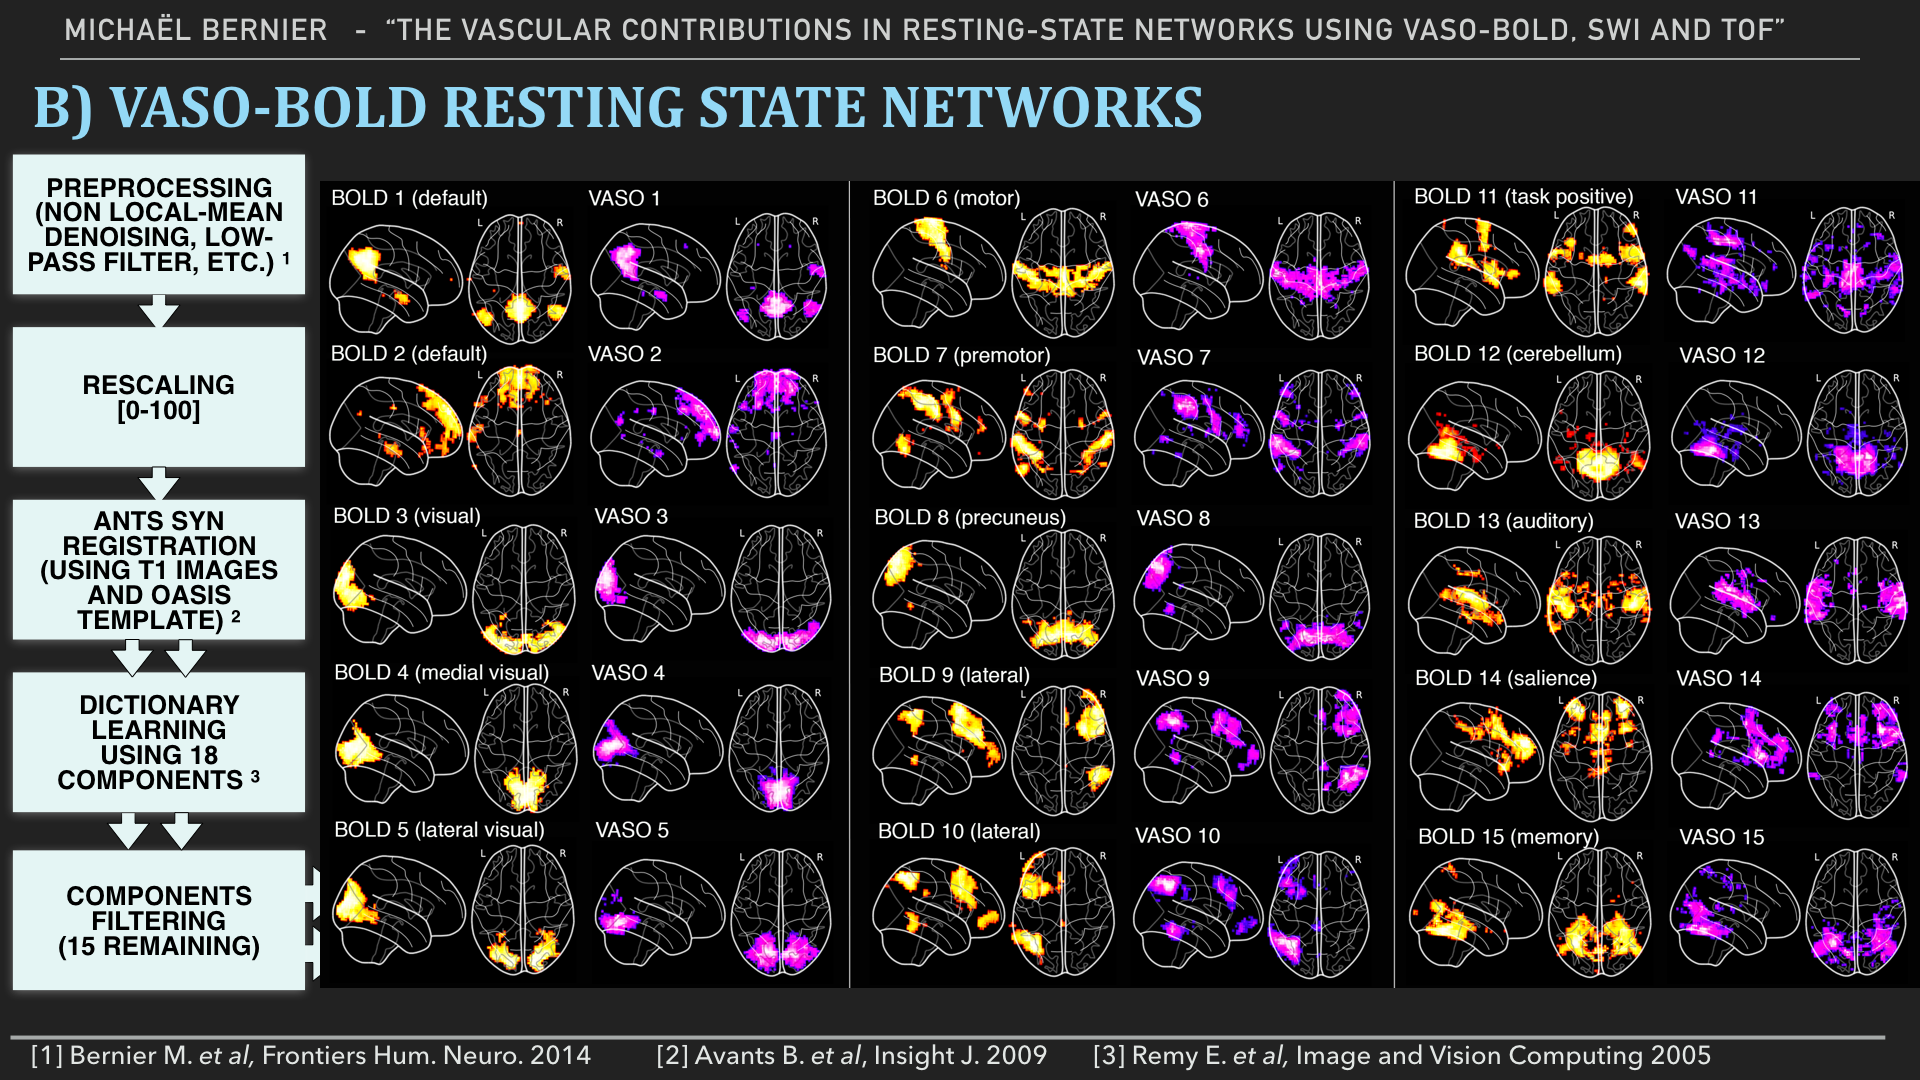 MICHAËL BERNIER - “THE VASCULAR CONTRIBUTIONS IN RESTING-STATE NETWORKS USING VASO-BOLD, SWI AND TOF”
B) VASO-BOLD RESTING STATE NETWORKS
PREPROCESSING
(NON LOCAL-MEAN
DENOISING, LOW-
PASS FILTER, ETC.) 1
RESCALING
[0-100]
ANTS SYN
REGISTRATION
(USING T1 IMAGES
AND OASIS
TEMPLATE) 2
DICTIONARY
LEARNING
USING 18
COMPONENTS 3
COMPONENTS
FILTERING
(15 REMAINING)
BOLD 1 (default)
VASO 1
L R
L R
BOLD 2 (default)
VASO 2
L R
L R
BOLD 3 (visual)
VASO 3
L R
L R
BOLD 4 (medial visual)
VASO 4
L R
L R
BOLD 5 (lateral visual)
VASO 5
L R
L R
BOLD 6 (motor)
VASO 6
L R
L R
BOLD 7 (premotor)
VASO 7
L R
L R
BOLD 8 (precuneus)
VASO 8
L R
L R
BOLD 9 (lateral)
VASO 9
L R
L R
BOLD 10 (lateral)
VASO 10
L R
L R
BOLD 11 (task positive)
VASO 11
L R
L R
BOLD 12 (cerebellum)
VASO 12
L R
L R
BOLD 13 (auditory)
VASO 13
L R
L R
BOLD 14 (salience)
VASO 14
L R
L R
BOLD 15 (memory)
VASO 15
L R
L R
[1] Bernier M. et al, Frontiers Hum. Neuro. 2014
[2] Avants B. et al, Insight J. 2009
[3] Remy E. et al, Image and Vision Computing 2005